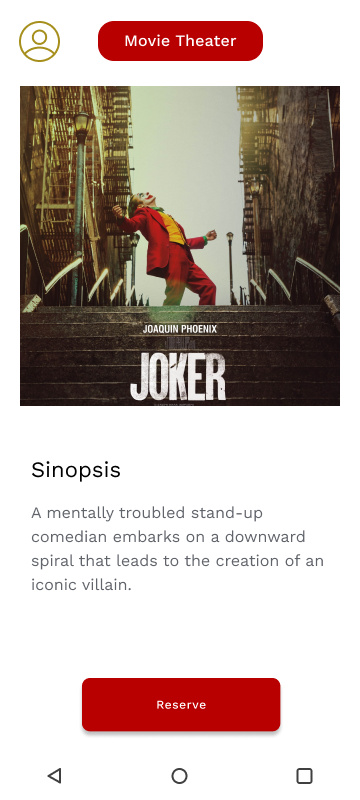 Movie Theater
JOAQUIN PHOENIX
JOKER
Sinopsis
A mentally troubled stand-up
comedian embarks on a downward
spiral that leads to the creation of an
iconic villain.
Reserve